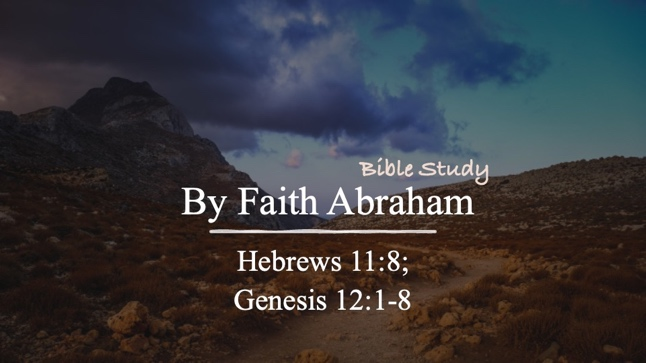 Bible Study
By Faith Abraham
Hebrews 11:8;
Genesis 12:1-8